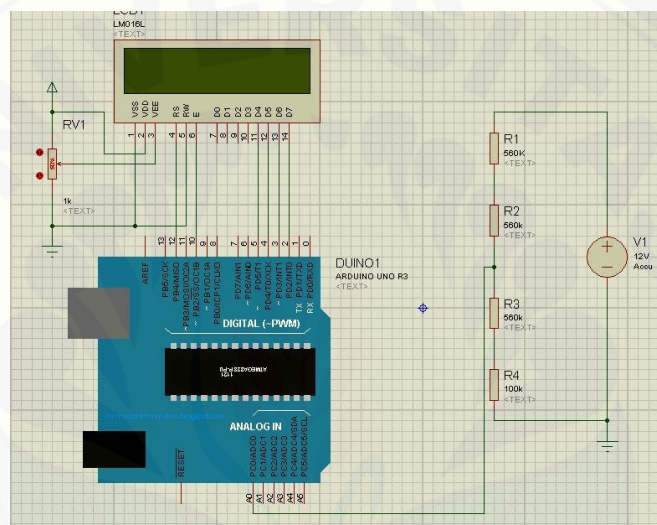 LCD1
LM016L
<TEXT>
VSS VDD VEE RS RW E D0 D1 D2 D3 D4 D5 D6 D7
1 2 3 4 5 6 7 8 9 10 11 12 13 14
RV1
1k
<TEXT>
13 12 11 10 9 8 7 6 5 4 3 2 1 0
AREF
PB5/SCK
PB4/MISO
~PB3/MOSI/OC2A
~PB2/SS/OC1B
~PB1/OC1A
PB0/ICP1/CLKO
PD7/AIN1
~PD6/AIN0
~PD5/T1
PD4/T0/XCK
~PD3/INT1
PD2/INT0
TX PD1/TXD
RX PD0/RXD
DIGITAL (~PWM)
DUINO1
ARDUINO UNO R3
<TEXT>
1121
ANALOG IN
RESET
PC0/ADC0
PC1/ADC1
PC2/ADC2
PC3/ADC3
PC4/ADC4/SDA
PC5/ADC5/SCL
A0 A1 A2 A3 A4 A5
R1
560K
<TEXT>
R2
560k
<TEXT>
R3
560k
<TEXT>
R4
100k
<TEXT>
V1
12V
Accu